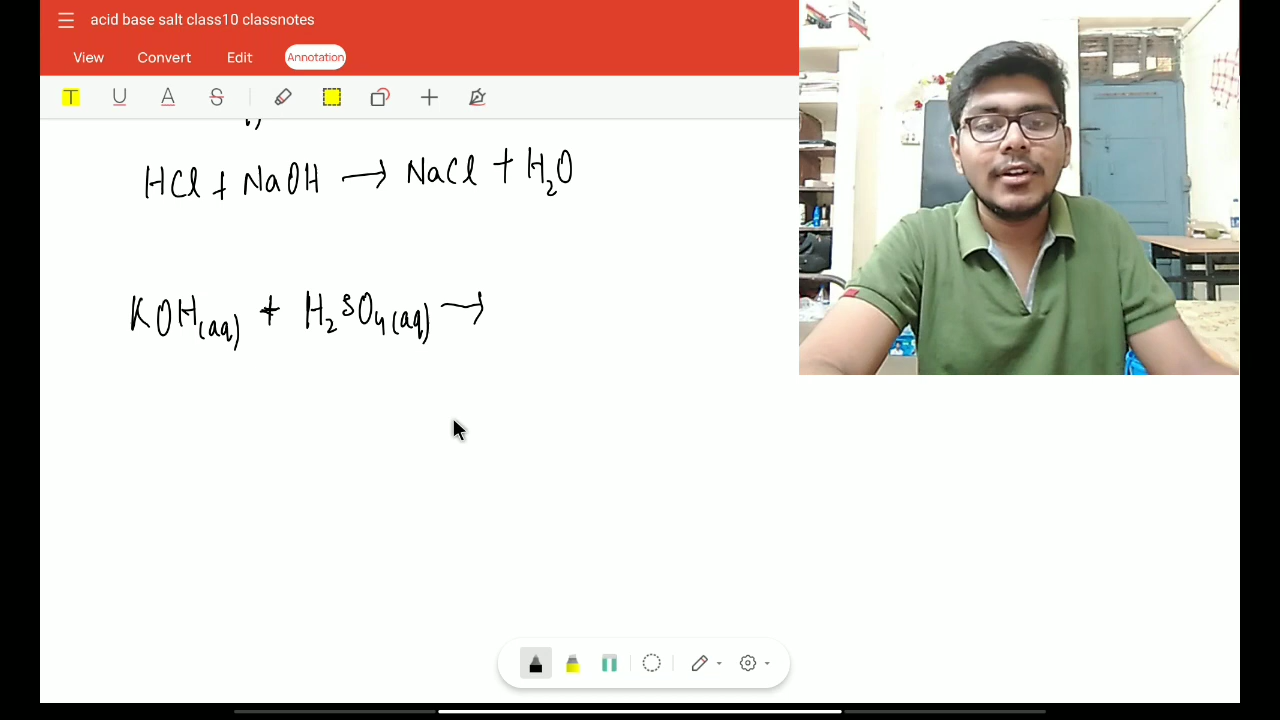 acid base salt class10 classnotes
View Convert Edit Annotation
T U A S
HCl + NaOH → NaCl + H₂O
KOH(aq) + H₂SO₄(aq) →